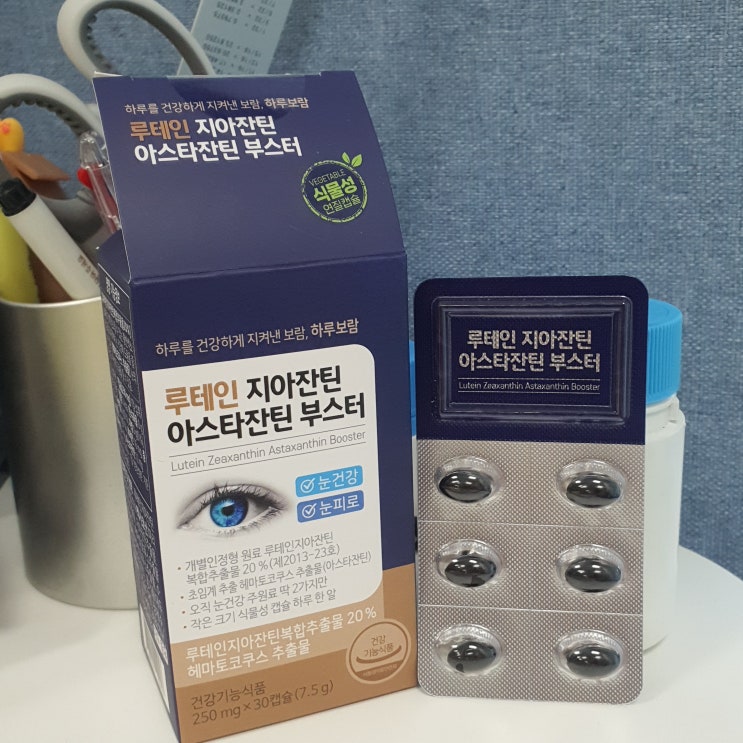 하루를 건강하게 지켜낸 보람, 하루보람
루테인 지아잔틴
아스타잔틴 부스터
VEGETABLE
식물성
연질캡슐
하루를 건강하게 지켜낸 보람, 하루보람
루테인 지아잔틴
아스타잔틴 부스터
Lutein Zeaxanthin Astaxanthin Booster
눈건강
눈피로
• 개별인정형 원료 루테인지아잔틴
복합추출물 20 % (제2013-23호)
• 초임계 추출 헤마토코쿠스 추출물(아스타잔틴)
• 오직 눈건강 주원료 딱 2가지만
• 작은 크기 식물성 캡슐 하루 한 알
루테인지아잔틴복합추출물 20 %
헤마토코쿠스 추출물
건강
기능식품
건강기능식품
250 mg × 30캡슐 (7.5 g)
루테인 지아잔틴
아스타잔틴 부스터
Lutein Zeaxanthin Astaxanthin Booster